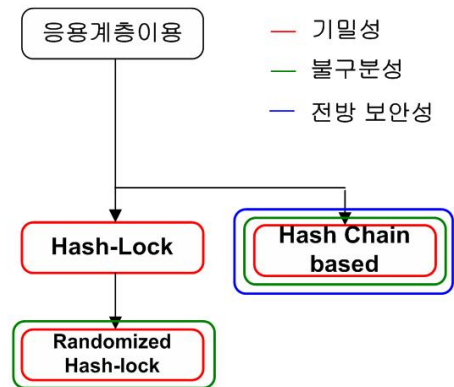 응용계층이용
기밀성
불구분성
전방 보안성
Hash-Lock
Hash Chain
based
Randomized
Hash-lock